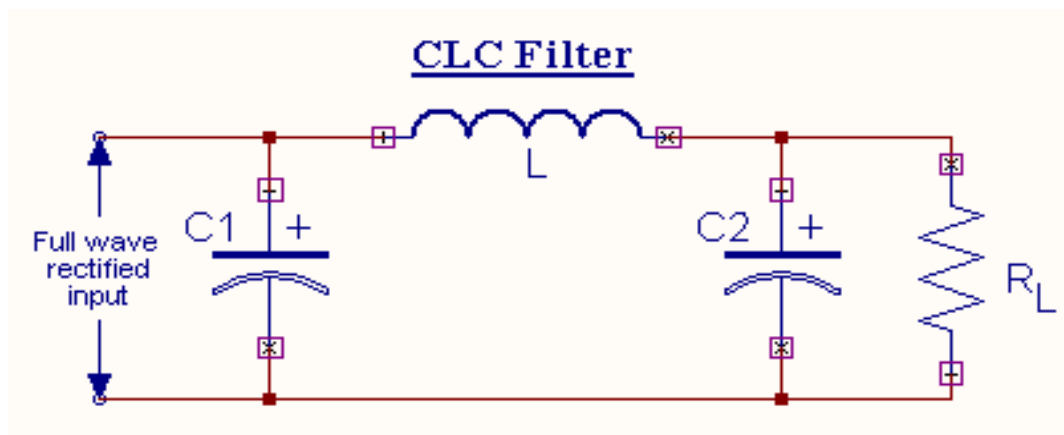 CLC Filter
L
C1 +
C2 +
Full wave
rectified
input
RL